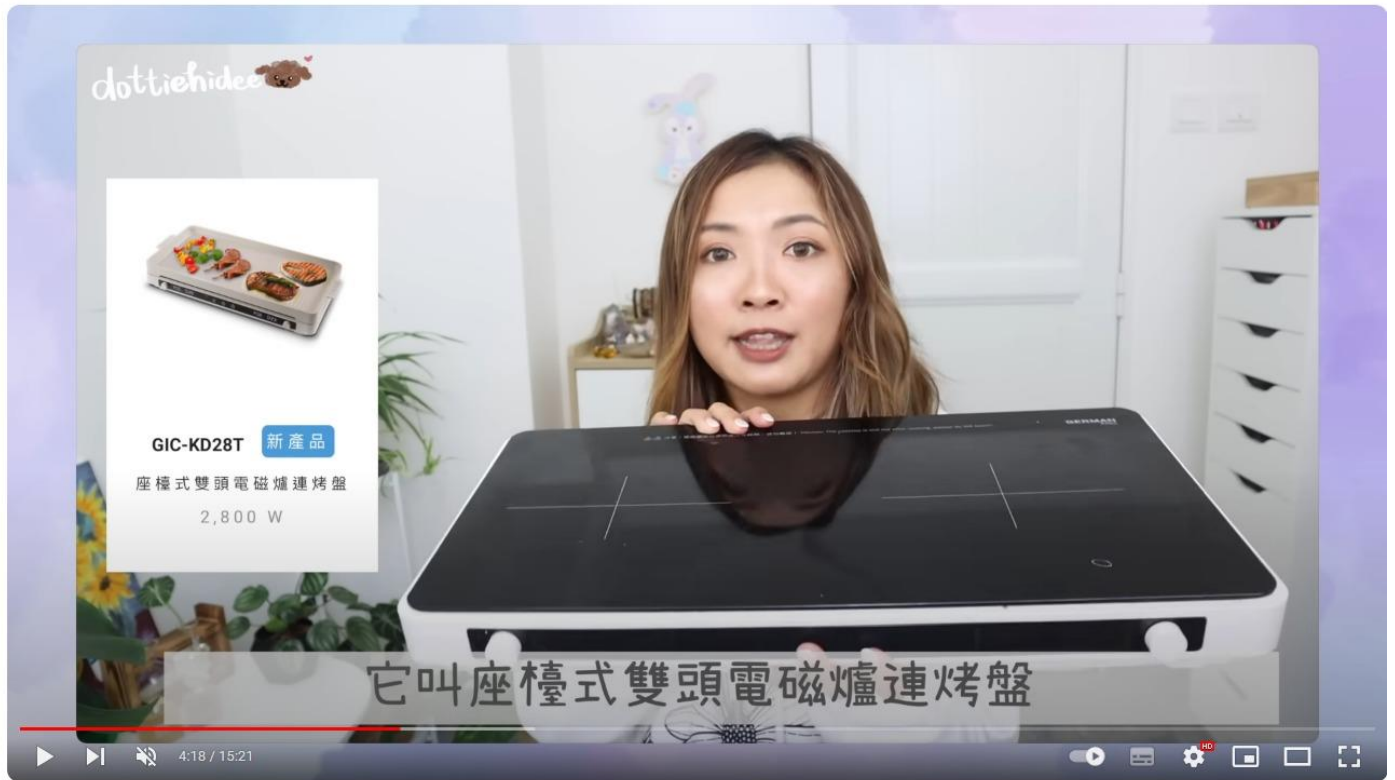 dottiehidee
GERMAN
GIC-KD28T 新產品
座檯式雙頭電磁爐連烤盤
2,800 W
它叫座檯式雙頭電磁爐連烤盤
4:18 / 15:21
HD